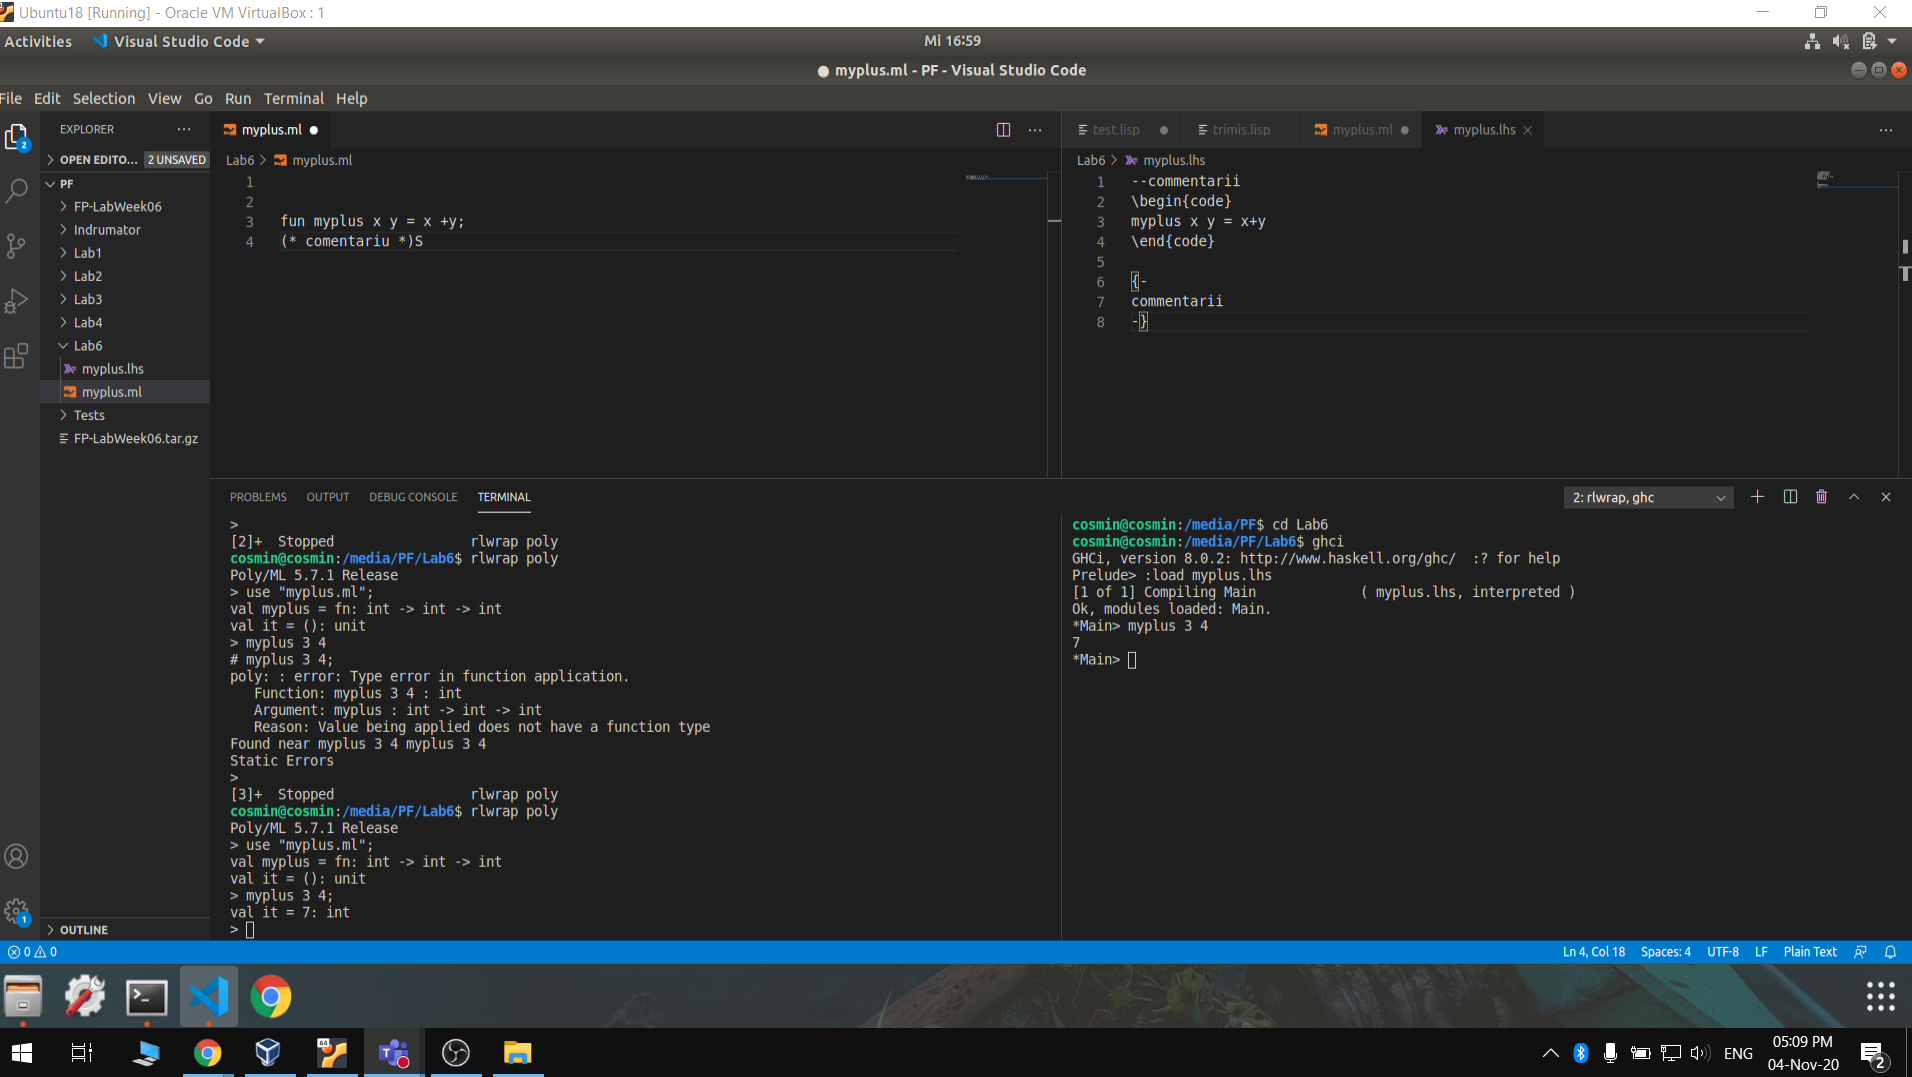 Ubuntu18 [Running] - Oracle VM VirtualBox : 1
Activities Visual Studio Code Mi 16:59
● myplus.ml - PF - Visual Studio Code
File Edit Selection View Go Run Terminal Help
EXPLORER ···
OPEN EDITO... 2 UNSAVED
PF
FP-LabWeek06
Indrumator
Lab1
Lab2
Lab3
Lab4
Lab6
myplus.lhs
myplus.ml
Tests
FP-LabWeek06.tar.gz
OUTLINE
2
1
myplus.ml ●
Lab6 > myplus.ml
1
2
3 fun myplus x y = x +y;
4 (* comentariu *)S
test.lisp ● trimis.lisp myplus.ml ● myplus.lhs
Lab6 > myplus.lhs
1 --commentarii
2 \begin{code}
3 myplus x y = x+y
4 \end{code}
5
6 {-
7 commentarii
8 -}
PROBLEMS OUTPUT DEBUG CONSOLE TERMINAL 2: rlwrap, ghc
>
[2]+  Stopped                 rlwrap poly
cosmin@cosmin:/media/PF/Lab6$ rlwrap poly
Poly/ML 5.7.1 Release
> use "myplus.ml";
val myplus = fn: int -> int -> int
val it = (): unit
> myplus 3 4
# myplus 3 4;
poly: : error: Type error in function application.
   Function: myplus 3 4 : int
   Argument: myplus : int -> int -> int
   Reason: Value being applied does not have a function type
Found near myplus 3 4 myplus 3 4
Static Errors
>
[3]+  Stopped                 rlwrap poly
cosmin@cosmin:/media/PF/Lab6$ rlwrap poly
Poly/ML 5.7.1 Release
> use "myplus.ml";
val myplus = fn: int -> int -> int
val it = (): unit
> myplus 3 4;
val it = 7: int
>
cosmin@cosmin:/media/PF$ cd Lab6
cosmin@cosmin:/media/PF/Lab6$ ghci
GHCi, version 8.0.2: http://www.haskell.org/ghc/  :? for help
Prelude> :load myplus.lhs
[1 of 1] Compiling Main             ( myplus.lhs, interpreted )
Ok, modules loaded: Main.
*Main> myplus 3 4
7
*Main>
0 0 Ln 4, Col 18 Spaces: 4 UTF-8 LF Plain Text
64
ENG
05:09 PM
04-Nov-20
2